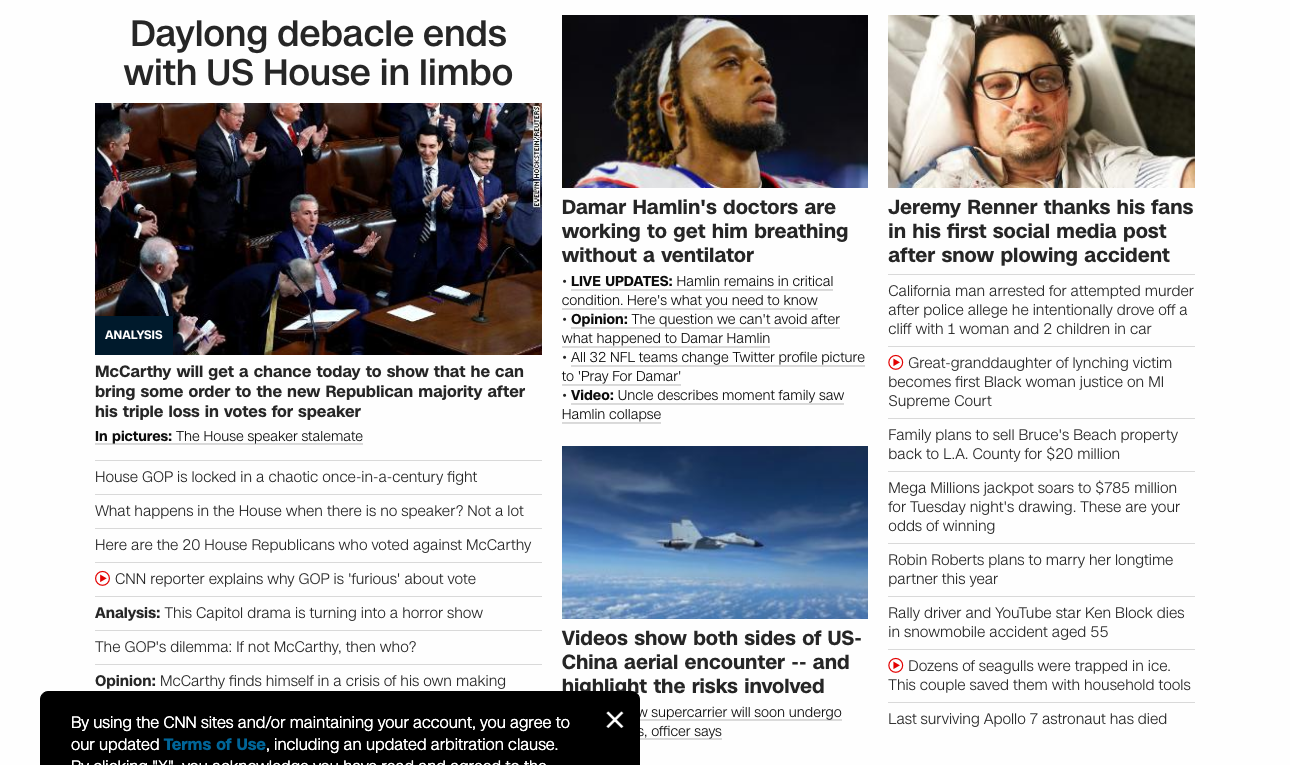 Daylong debacle ends
with US House in limbo
EVELYN HOCKSTEIN/REUTERS
ANALYSIS
McCarthy will get a chance today to show that he can
bring some order to the new Republican majority after
his triple loss in votes for speaker
In pictures: The House speaker stalemate
House GOP is locked in a chaotic once-in-a-century fight
What happens in the House when there is no speaker? Not a lot
Here are the 20 House Republicans who voted against McCarthy
CNN reporter explains why GOP is 'furious' about vote
Analysis: This Capitol drama is turning into a horror show
The GOP's dilemma: If not McCarthy, then who?
Opinion: McCarthy finds himself in a crisis of his own making
Damar Hamlin's doctors are
working to get him breathing
without a ventilator
• LIVE UPDATES: Hamlin remains in critical
condition. Here's what you need to know
• Opinion: The question we can't avoid after
what happened to Damar Hamlin
• All 32 NFL teams change Twitter profile picture
to 'Pray For Damar'
• Video: Uncle describes moment family saw
Hamlin collapse
Videos show both sides of US-
China aerial encounter -- and
highlight the risks involved
supercarrier will soon undergo
officer says
Jeremy Renner thanks his fans
in his first social media post
after snow plowing accident
California man arrested for attempted murder
after police allege he intentionally drove off a
cliff with 1 woman and 2 children in car
Great-granddaughter of lynching victim
becomes first Black woman justice on MI
Supreme Court
Family plans to sell Bruce's Beach property
back to L.A. County for $20 million
Mega Millions jackpot soars to $785 million
for Tuesday night's drawing. These are your
odds of winning
Robin Roberts plans to marry her longtime
partner this year
Rally driver and YouTube star Ken Block dies
in snowmobile accident aged 55
Dozens of seagulls were trapped in ice.
This couple saved them with household tools
Last surviving Apollo 7 astronaut has died
By using the CNN sites and/or maintaining your account, you agree to
our updated Terms of Use, including an updated arbitration clause.
By clicking "X", you acknowledge you have read and agreed to the